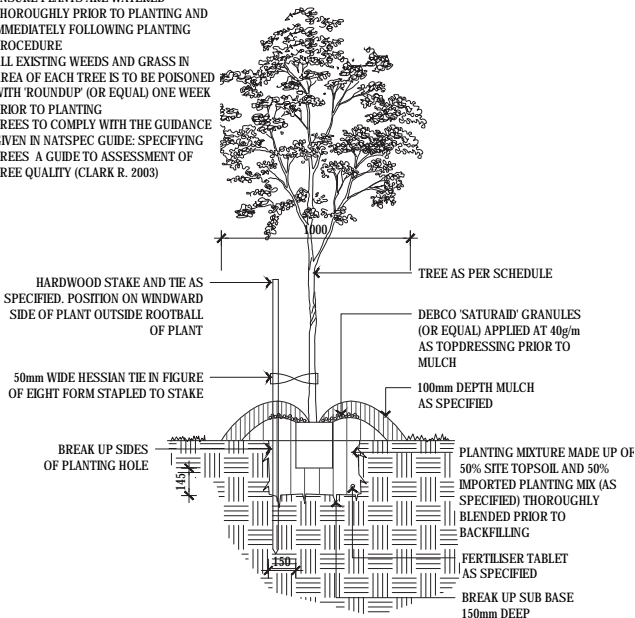 PLANTS ARE WATERED
THOROUGHLY PRIOR TO PLANTING AND
IMMEDIATELY FOLLOWING PLANTING
PROCEDURE
ALL EXISTING WEEDS AND GRASS IN
AREA OF EACH TREE IS TO BE POISONED
WITH 'ROUNDUP' (OR EQUAL) ONE WEEK
PRIOR TO PLANTING
TREES TO COMPLY WITH THE GUIDANCE
GIVEN IN NATSPEC GUIDE: SPECIFYING
TREES A GUIDE TO ASSESSMENT OF
TREE QUALITY (CLARK R. 2003)
1000
HARDWOOD STAKE AND TIE AS
SPECIFIED. POSITION ON WINDWARD
SIDE OF PLANT OUTSIDE ROOTBALL
OF PLANT
50mm WIDE HESSIAN TIE IN FIGURE
OF EIGHT FORM STAPLED TO STAKE
BREAK UP SIDES
OF PLANTING HOLE
145
150
TREE AS PER SCHEDULE
DEBCO 'SATURAID' GRANULES
(OR EQUAL) APPLIED AT 40g/m
AS TOPDRESSING PRIOR TO
MULCH
100mm DEPTH MULCH
AS SPECIFIED
PLANTING MIXTURE MADE UP OF
50% SITE TOPSOIL AND 50%
IMPORTED PLANTING MIX (AS
SPECIFIED) THOROUGHLY
BLENDED PRIOR TO
BACKFILLING
FERTILISER TABLET
AS SPECIFIED
BREAK UP SUB BASE
150mm DEEP